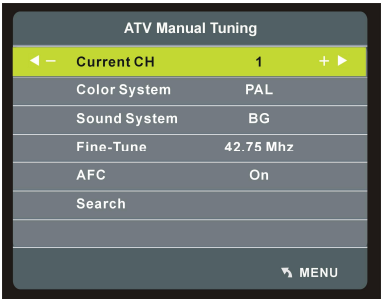 ATV Manual Tuning
Current CH 1 +
Color System PAL
Sound System BG
Fine-Tune 42.75 Mhz
AFC On
Search
MENU